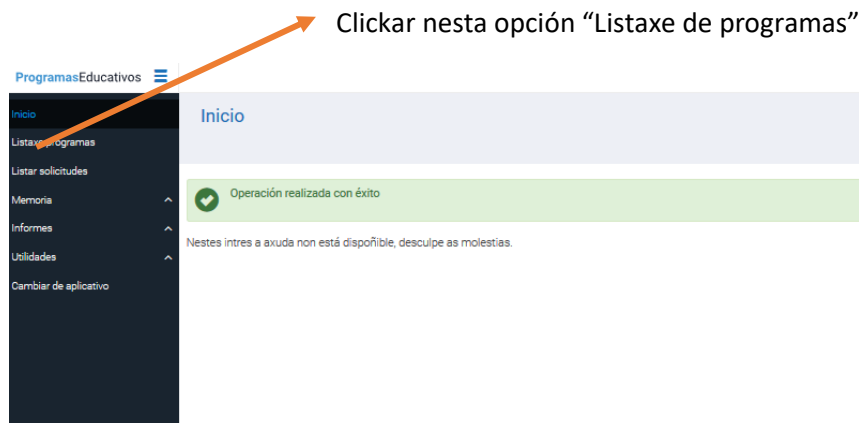 Clickar nesta opción “Listaxe de programas”
ProgramasEducativos
Inicio
Inicio
Listaxe programas
Listar solicitudes
Memoria
Operación realizada con éxito
Informes
Nestes intres a axuda non está dispoñible, desculpe as molestias.
Utilidades
Cambiar de aplicativo